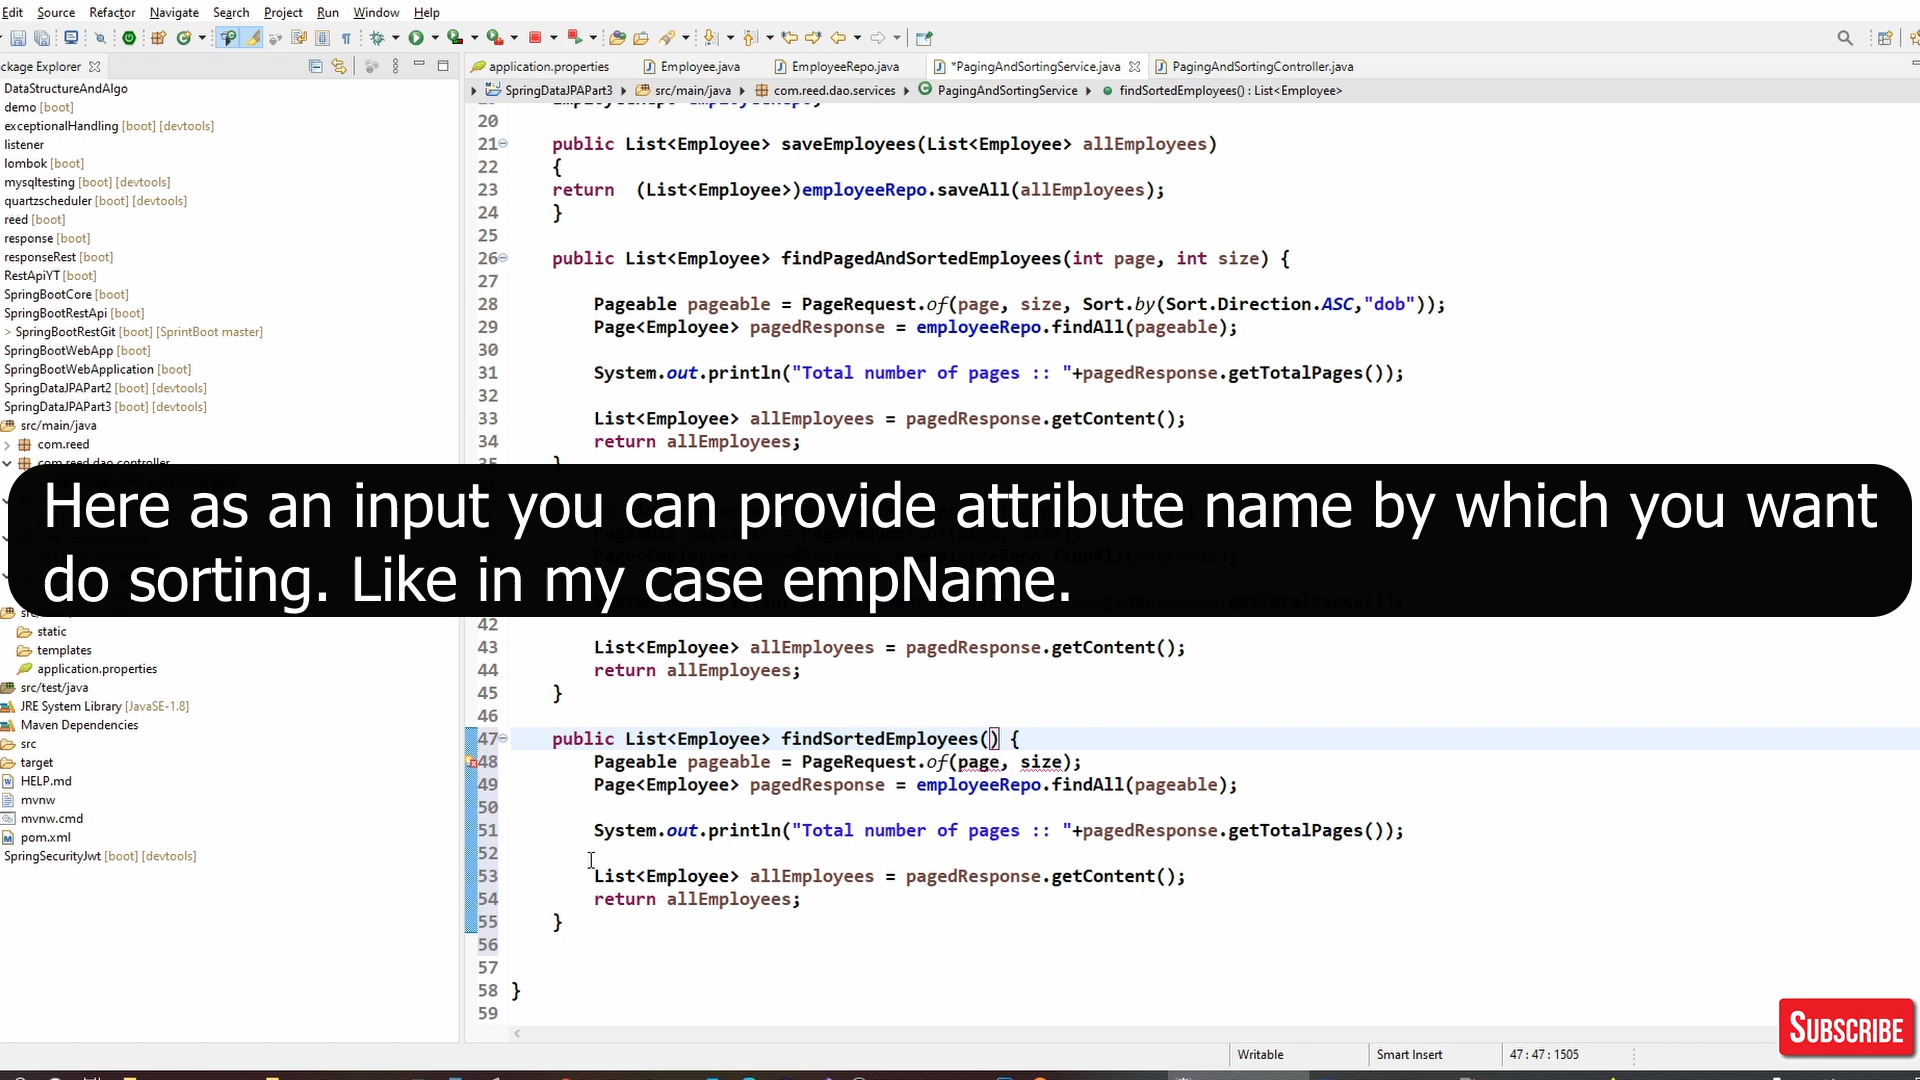 Edit Source Refactor Navigate Search Project Run Window Help
ckage Explorer
application.properties Employee.java EmployeeRepo.java *PagingAndSortingService.java PagingAndSortingController.java
SpringDataJPAPart3 src/main/java com.reed.dao.services PagingAndSortingService findSortedEmployees() : List<Employee>
DataStructureAndAlgo
demo [boot]
exceptionalHandling [boot] [devtools]
listener
lombok [boot]
mysqltesting [boot] [devtools]
quartzscheduler [boot] [devtools]
reed [boot]
response [boot]
responseRest [boot]
RestApiYT [boot]
SpringBootCore [boot]
SpringBootRestApi [boot]
> SpringBootRestGit [boot] [SprintBoot master]
SpringBootWebApp [boot]
SpringBootWebApplication [boot]
SpringDataJPAPart2 [boot] [devtools]
SpringDataJPAPart3 [boot] [devtools]
src/main/java
com.reed
com.reed.dao.controller
static
templates
application.properties
src/test/java
JRE System Library [JavaSE-1.8]
Maven Dependencies
src
target
HELP.md
mvnw
mvnw.cmd
pom.xml
SpringSecurityJwt [boot] [devtools]
20
21 public List<Employee> saveEmployees(List<Employee> allEmployees)
22 {
23 return (List<Employee>)employeeRepo.saveAll(allEmployees);
24 }
25
26 public List<Employee> findPagedAndSortedEmployees(int page, int size) {
27
28 Pageable pageable = PageRequest.of(page, size, Sort.by(Sort.Direction.ASC,"dob"));
29 Page<Employee> pagedResponse = employeeRepo.findAll(pageable);
30
31 System.out.println("Total number of pages :: "+pagedResponse.getTotalPages());
32
33 List<Employee> allEmployees = pagedResponse.getContent();
34 return allEmployees;
Here as an input you can provide attribute name by which you want
do sorting. Like in my case empName.
42
43 List<Employee> allEmployees = pagedResponse.getContent();
44 return allEmployees;
45 }
46
47 public List<Employee> findSortedEmployees() {
48 Pageable pageable = PageRequest.of(page, size);
49 Page<Employee> pagedResponse = employeeRepo.findAll(pageable);
50
51 System.out.println("Total number of pages :: "+pagedResponse.getTotalPages());
52
53 List<Employee> allEmployees = pagedResponse.getContent();
54 return allEmployees;
55 }
56
57
58 }
59
SUBSCRIBE
Writable Smart Insert 47 : 47 : 1505